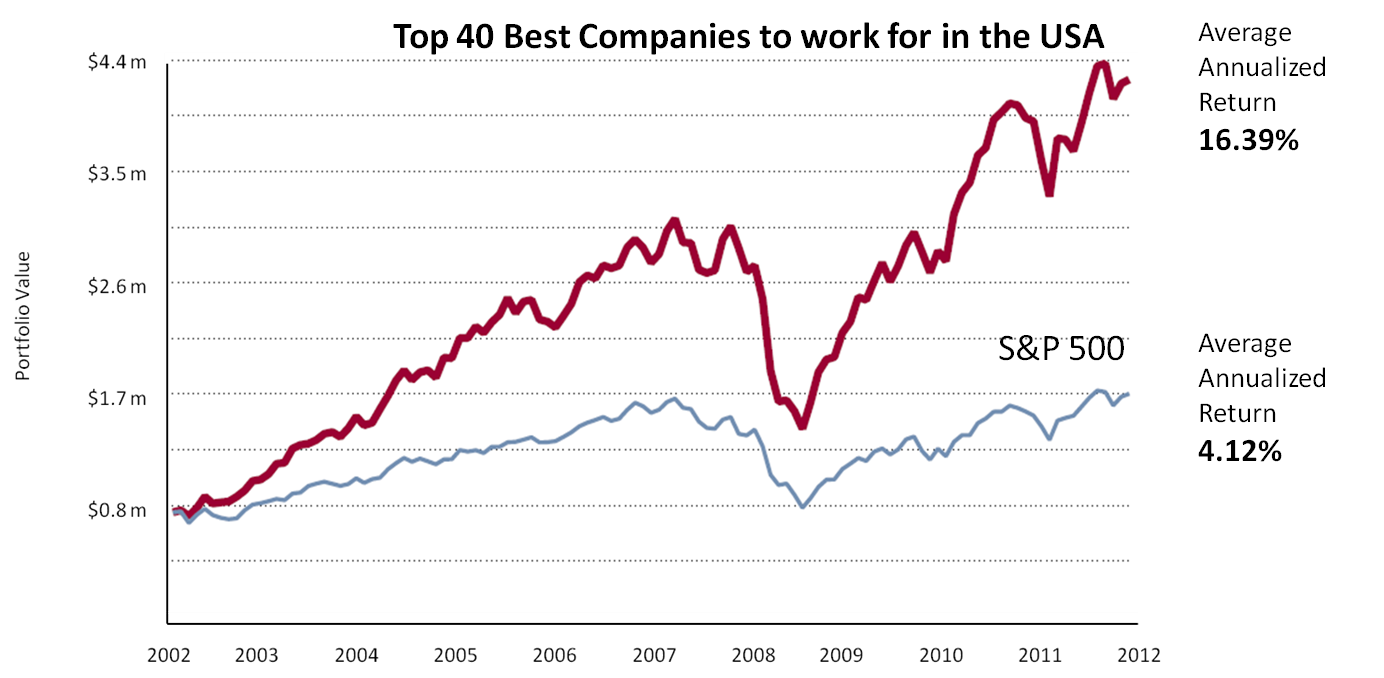 Top 40 Best Companies to work for in the USA
Average
Annualized
Return
16.39%
$4.4 m
$3.5 m
$2.6 m
$1.7 m
$0.8 m
Portfolio Value
S&P 500
Average
Annualized
Return
4.12%
2002 2003 2004 2005 2006 2007 2008 2009 2010 2011 2012